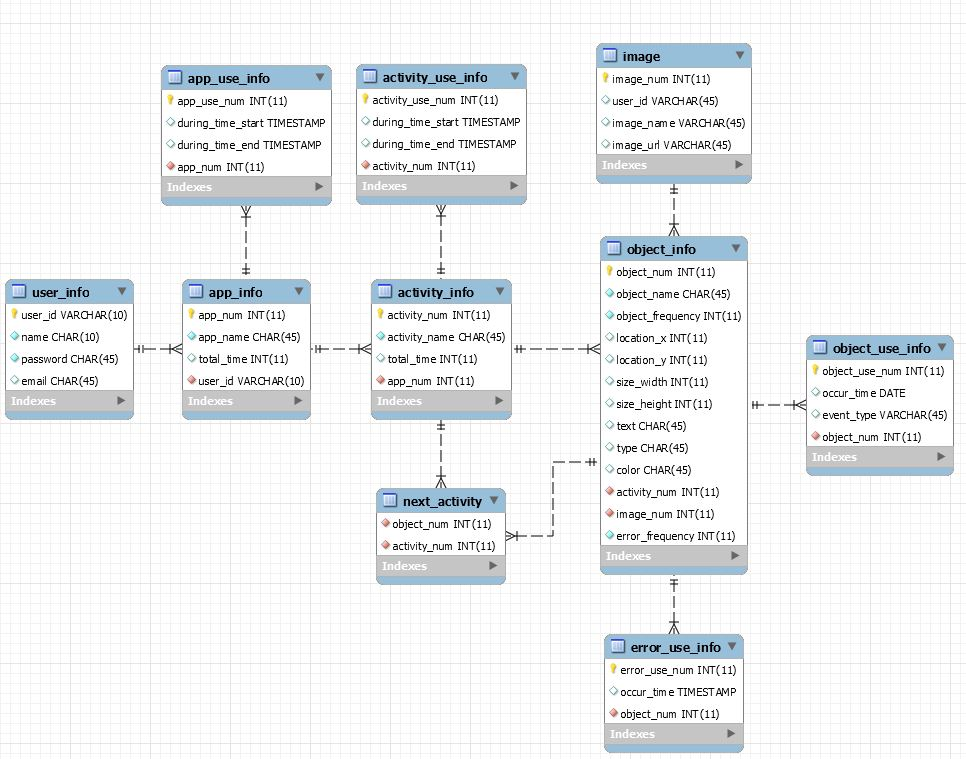 app_use_info
app_use_num INT(11)
during_time_start TIMESTAMP
during_time_end TIMESTAMP
app_num INT(11)
Indexes
activity_use_info
activity_use_num INT(11)
during_time_start TIMESTAMP
during_time_end TIMESTAMP
activity_num INT(11)
Indexes
image
image_num INT(11)
user_id VARCHAR(45)
image_name VARCHAR(45)
image_url VARCHAR(45)
Indexes
user_info
user_id VARCHAR(10)
name CHAR(10)
password CHAR(45)
email CHAR(45)
Indexes
app_info
app_num INT(11)
app_name CHAR(45)
total_time INT(11)
user_id VARCHAR(10)
Indexes
activity_info
activity_num INT(11)
activity_name CHAR(45)
total_time INT(11)
app_num INT(11)
Indexes
object_info
object_num INT(11)
object_name CHAR(45)
object_frequency INT(11)
location_x INT(11)
location_y INT(11)
size_width INT(11)
size_height INT(11)
text CHAR(45)
type CHAR(45)
color CHAR(45)
activity_num INT(11)
image_num INT(11)
error_frequency INT(11)
Indexes
object_use_info
object_use_num INT(11)
occur_time DATE
event_type VARCHAR(45)
object_num INT(11)
Indexes
next_activity
object_num INT(11)
activity_num INT(11)
Indexes
error_use_info
error_use_num INT(11)
occur_time TIMESTAMP
object_num INT(11)
Indexes